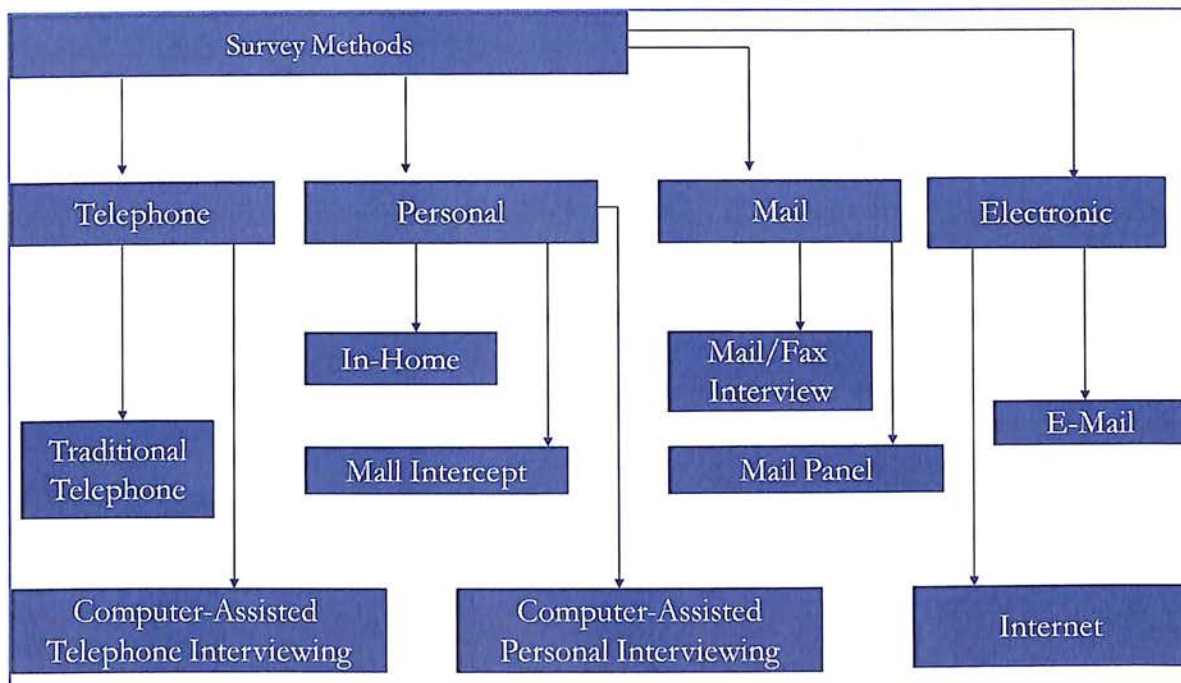 Survey Methods
Telephone
Personal
Mail
Electronic
In-Home
Mail/Fax
Interview
E-Mail
Traditional
Telephone
Mall Intercept
Mail Panel
Computer-Assisted
Telephone Interviewing
Computer-Assisted
Personal Interviewing
Internet